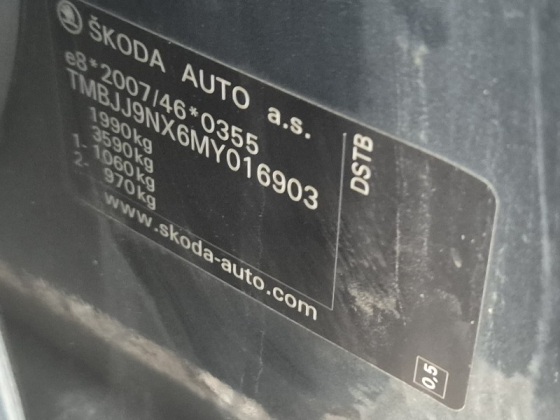 ŠKODA AUTO a.s.
e8*2007/46*0355
TMBJJ9NX6MY016903
1990kg
3590kg
1- 1060kg
2- 970kg
www.skoda-auto.com
DSTB
0,5